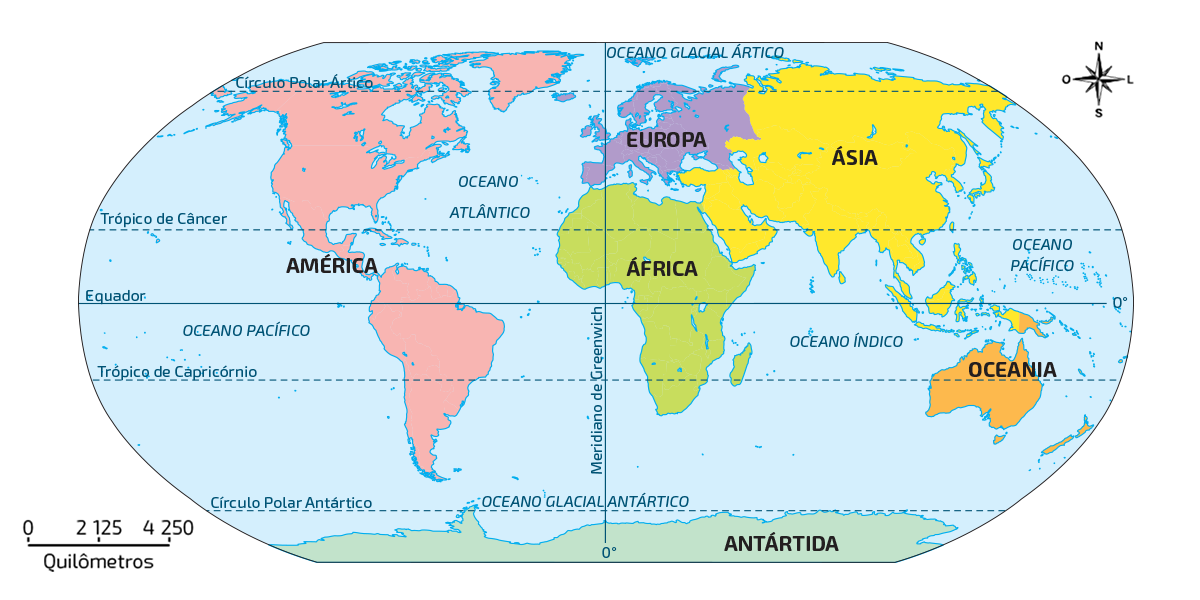 OCEANO GLACIAL ÁRTICO
N
O
L
S
Círculo Polar Ártico
EUROPA
ÁSIA
OCEANO
ATLÂNTICO
Trópico de Câncer
OCEANO
PACÍFICO
AMÉRICA
ÁFRICA
Equador
0°
OCEANO PACÍFICO
OCEANO ÍNDICO
Trópico de Capricórnio
OCEANIA
Meridiano de Greenwich
Círculo Polar Antártico
OCEANO GLACIAL ANTÁRTICO
0 2 125 4 250
Quilômetros
ANTÁRTIDA
0°